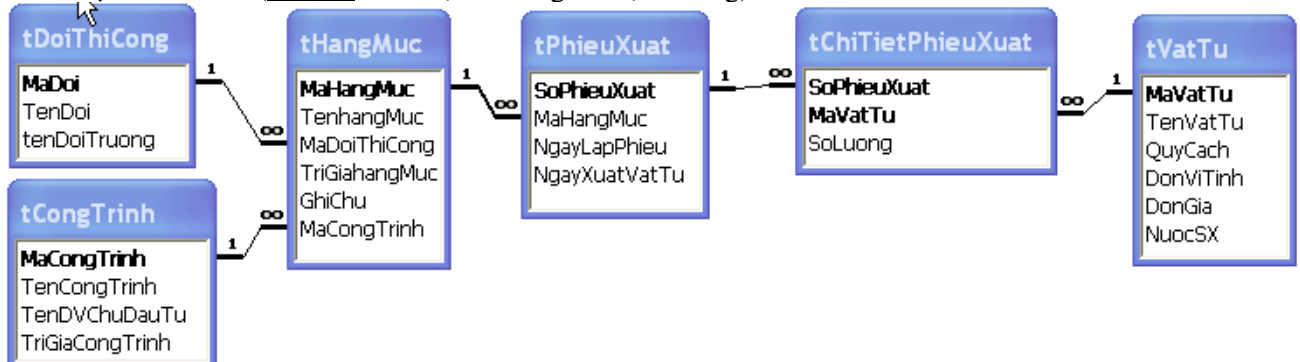 tDoiThiCong
MaDoi
TenDoi
tenDoiTruong
1
∞
tCongTrinh
MaCongTrinh
TenCongTrinh
TenDVChuDauTu
TriGiaCongTrinh
1
∞
tHangMuc
MaHangMuc
TenhangMuc
MaDoiThiCong
TriGiahangMuc
GhiChu
MaCongTrinh
1
∞
tPhieuXuat
SoPhieuXuat
MaHangMuc
NgayLapPhieu
NgayXuatVatTu
1
∞
tChiTietPhieuXuat
SoPhieuXuat
MaVatTu
SoLuong
∞
1
tVatTu
MaVatTu
TenVatTu
QuyCach
DonViTinh
DonGia
NuocSX